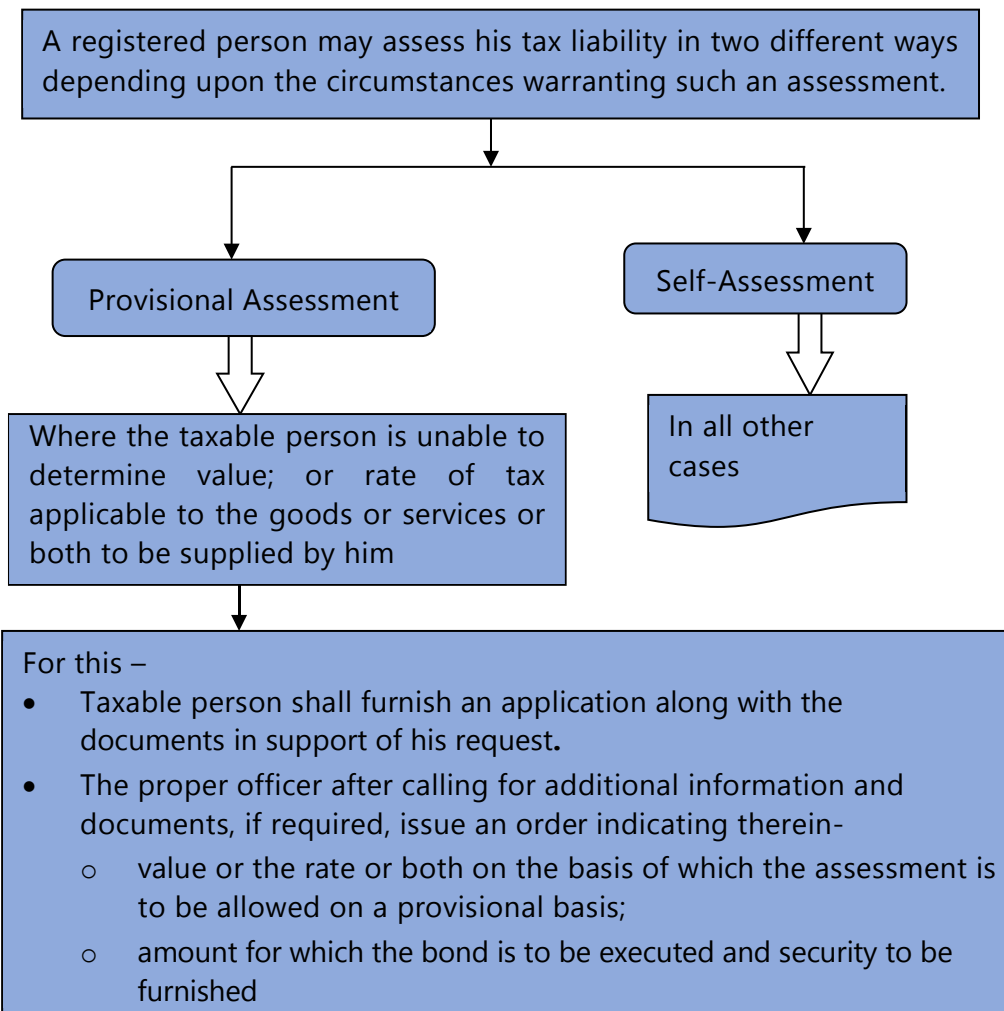 A registered person may assess his tax liability in two different ways
depending upon the circumstances warranting such an assessment.
Provisional Assessment
Self-Assessment
Where the taxable person is unable to
determine value; or rate of tax
applicable to the goods or services or
both to be supplied by him
In all other
cases
For this –
• Taxable person shall furnish an application along with the
documents in support of his request.
• The proper officer after calling for additional information and
documents, if required, issue an order indicating therein-
o value or the rate or both on the basis of which the assessment is
to be allowed on a provisional basis;
o amount for which the bond is to be executed and security to be
furnished